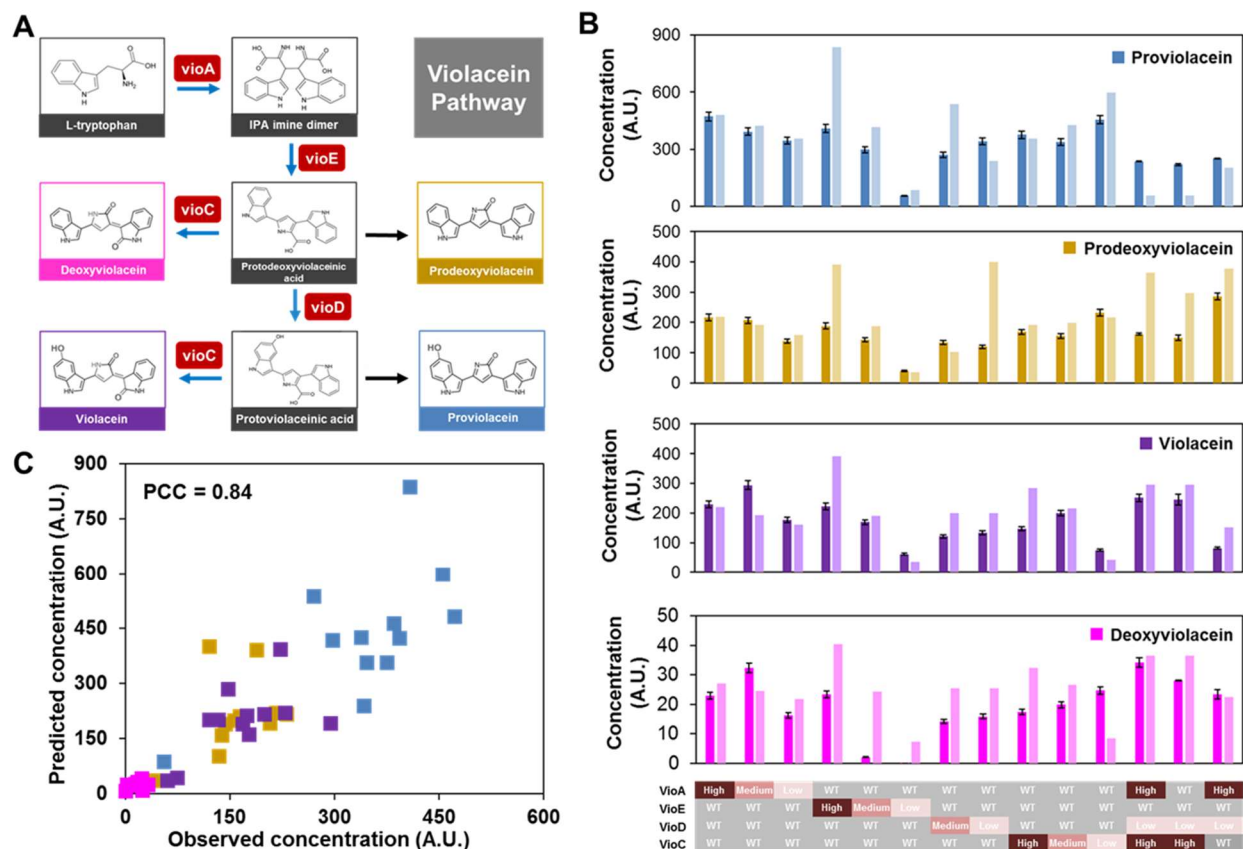 A
vioA
Violacein
Pathway
L-tryptophan
IPA imine dimer
vioE
vioC
Deoxyviolacein
Protodeoxyviolaceinic
acid
Prodeoxyviolacein
vioD
vioC
Violacein
Protoviolaceinic acid
Proviolacein
B
Concentration
(A.U.)
900
600
300
0
Proviolacein
Concentration
(A.U.)
500
400
300
200
100
0
Prodeoxyviolacein
Concentration
(A.U.)
500
400
300
200
100
0
Violacein
Concentration
(A.U.)
50
40
30
20
10
0
Deoxyviolacein
VioA High Medium Low WT WT WT WT WT WT WT WT High WT High
VioE WT WT WT High Medium Low WT WT WT WT WT WT WT WT
VioD WT WT WT WT WT WT Medium Low WT WT WT Low Low Low
VioC WT WT WT WT WT WT WT WT High Medium Low High High WT
C
Predicted concentration (A.U.)
900
750
600
450
300
150
0
PCC = 0.84
0 150 300 450 600
Observed concentration (A.U.)